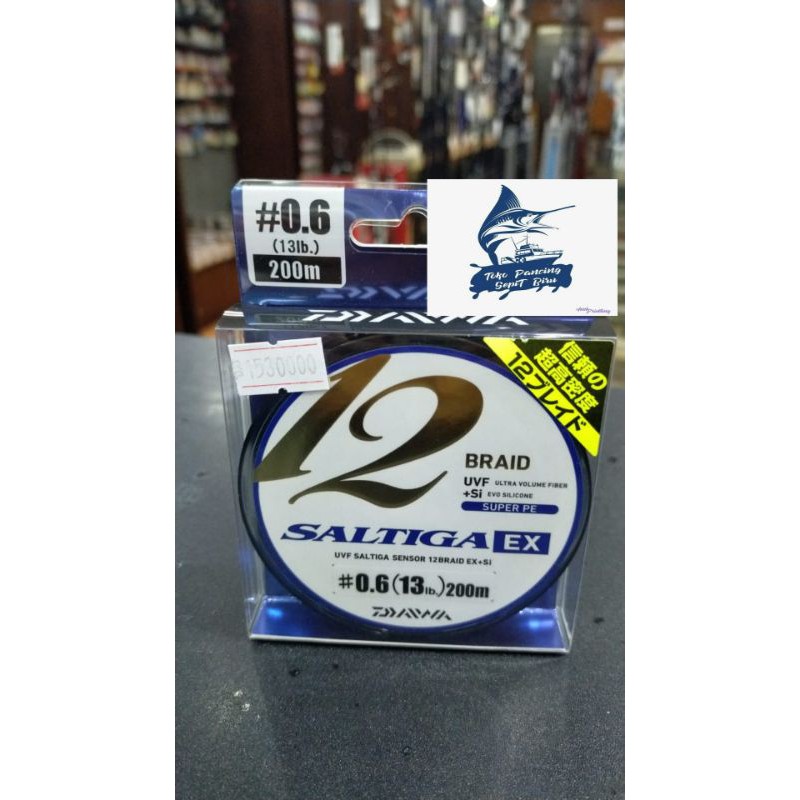 #0.6
(13lb.)
200m
DAIWA
Toko Pancing
SepiT Biru
1530000
信頼の
超高密度
12ブレイド
12
BRAID
UVF ULTRA VOLUME FIBER
+Si EVO SILICONE
SUPER PE
SALTIGA EX
UVF SALTIGA SENSOR 12BRAID EX+Si
#0.6(13lb.)200m
DAIWA